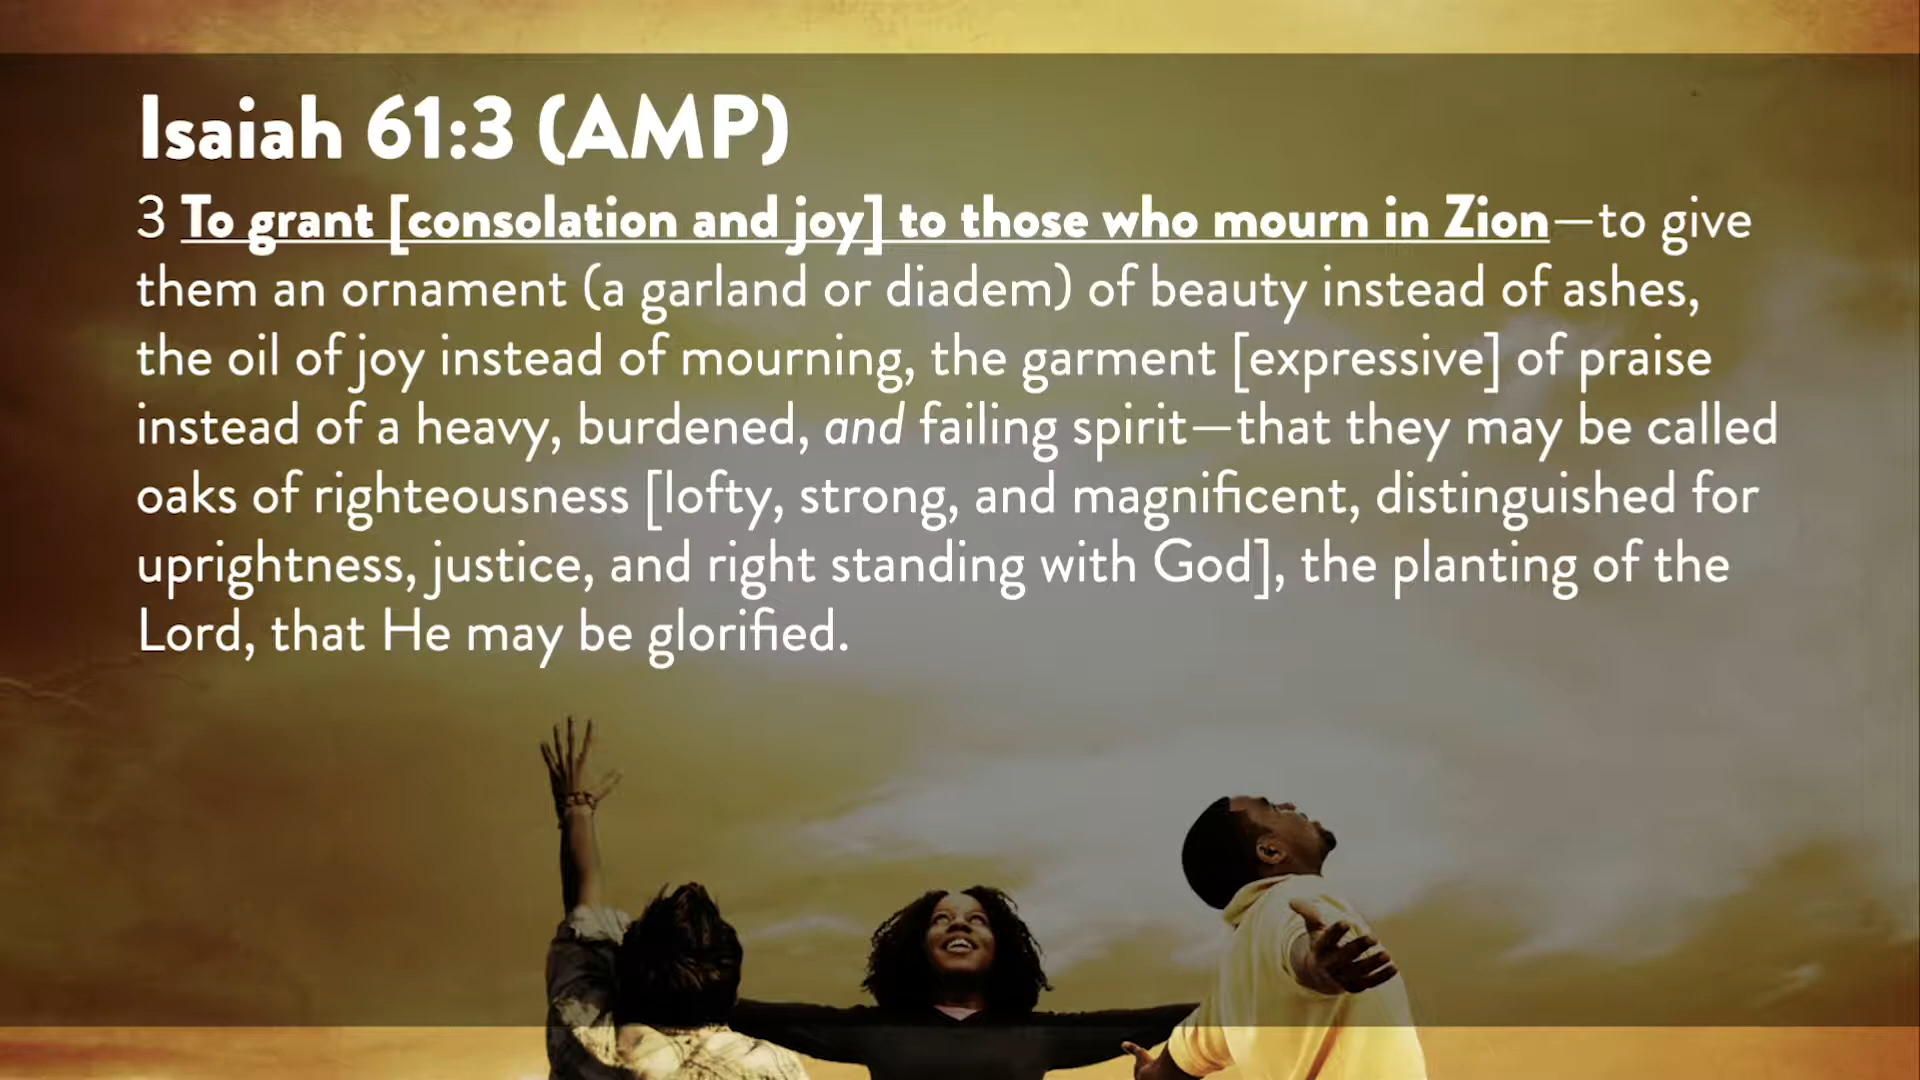 Isaiah 61:3 (AMP)
3 To grant [consolation and joy] to those who mourn in Zion—to give
them an ornament (a garland or diadem) of beauty instead of ashes,
the oil of joy instead of mourning, the garment [expressive] of praise
instead of a heavy, burdened, and failing spirit—that they may be called
oaks of righteousness [lofty, strong, and magnificent, distinguished for
uprightness, justice, and right standing with God], the planting of the
Lord, that He may be glorified.